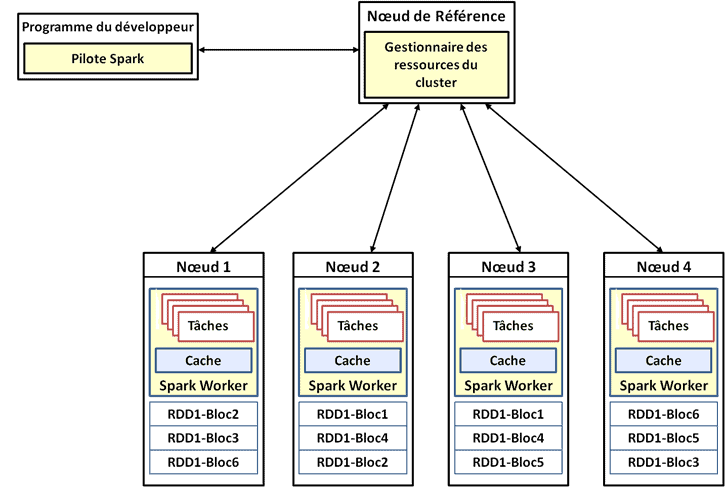 Programme du développeur
Pilote Spark
Nœud de Référence
Gestionnaire des
ressources du
cluster
Nœud 1
Tâches
Cache
Spark Worker
RDD1-Bloc2
RDD1-Bloc3
RDD1-Bloc6
Nœud 2
Tâches
Cache
Spark Worker
RDD1-Bloc1
RDD1-Bloc4
RDD1-Bloc2
Nœud 3
Tâches
Cache
Spark Worker
RDD1-Bloc1
RDD1-Bloc4
RDD1-Bloc5
Nœud 4
Tâches
Cache
Spark Worker
RDD1-Bloc6
RDD1-Bloc5
RDD1-Bloc3